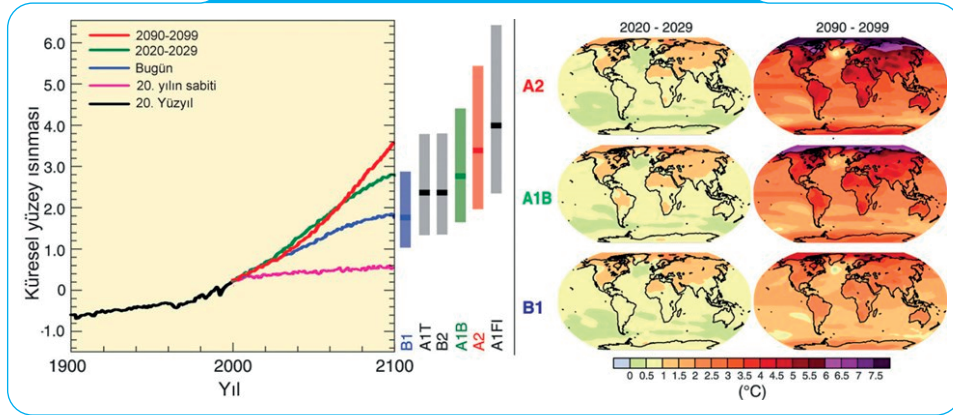 Küresel yüzey ısınması
6.0
5.0
4.0
3.0
2.0
1.0
0
-1.0
2090-2099
2020-2029
Bugün
20. yılın sabiti
20. Yüzyıl
1900
2000
2100
Yıl
B1
A1T
B2
A1B
A2
A1FI
2020 - 2029
2090 - 2099
A2
A1B
B1
0 0.5 1 1.5 2 2.5 3 3.5 4 4.5 5 5.5 6 6.5 7 7.5
(°C)